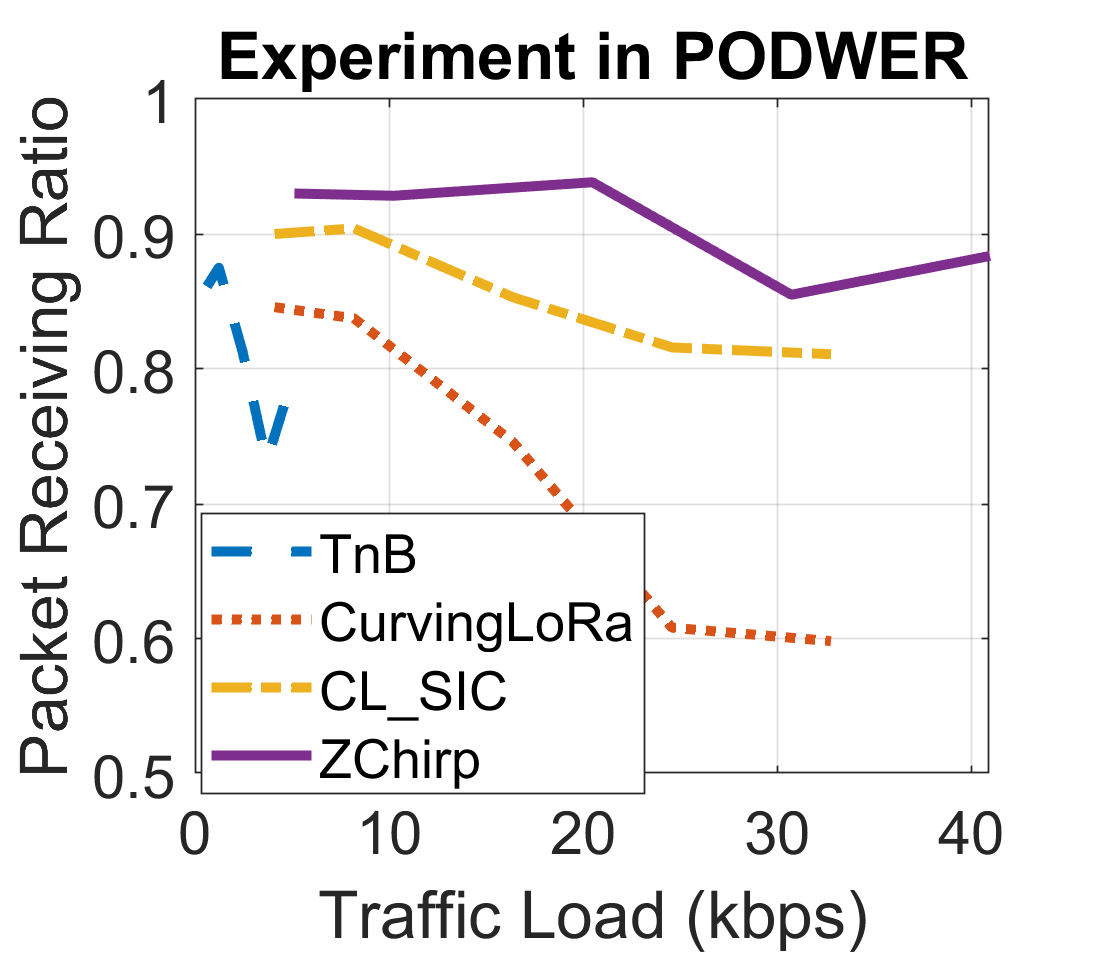 Experiment in PODWER
Packet Receiving Ratio
1
0.9
0.8
0.7
0.6
0.5
TnB
CurvingLoRa
CL_SIC
ZChirp
0 10 20 30 40
Traffic Load (kbps)